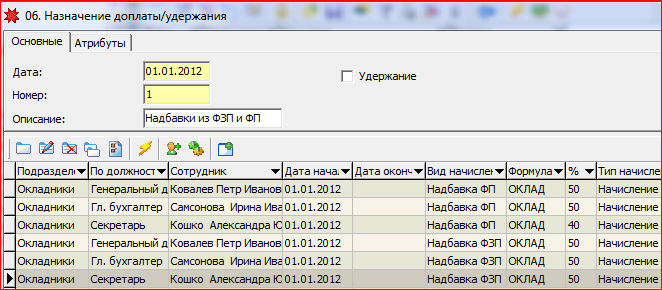 06. Назначение доплаты/удержания
Основные Атрибуты
Дата: 01.01.2012 Удержание
Номер: 1
Описание: Надбавки из ФЗП и ФП
Подраздел По должност Сотрудник Дата нача. Дата оконч Вид начислен Формула % Тип начисление
Окладники Генеральный д Ковалев Петр Иванов 01.01.2012 Надбавка ФП ОКЛАД 50 Начисление
Окладники Гл. бухгалтер Самсонова Ирина Ива 01.01.2012 Надбавка ФП ОКЛАД 50 Начисление
Окладники Секретарь Кошко Александра Ю 01.01.2012 Надбавка ФП ОКЛАД 40 Начисление
Окладники Генеральный д Ковалев Петр Иванов 01.01.2012 Надбавка ФЗП ОКЛАД 50 Начисление
Окладники Гл. бухгалтер Самсонова Ирина Ива 01.01.2012 Надбавка ФЗП ОКЛАД 50 Начисление
Окладники Секретарь Кошко Александра Ю 01.01.2012 Надбавка ФЗП ОКЛАД 50 Начисление